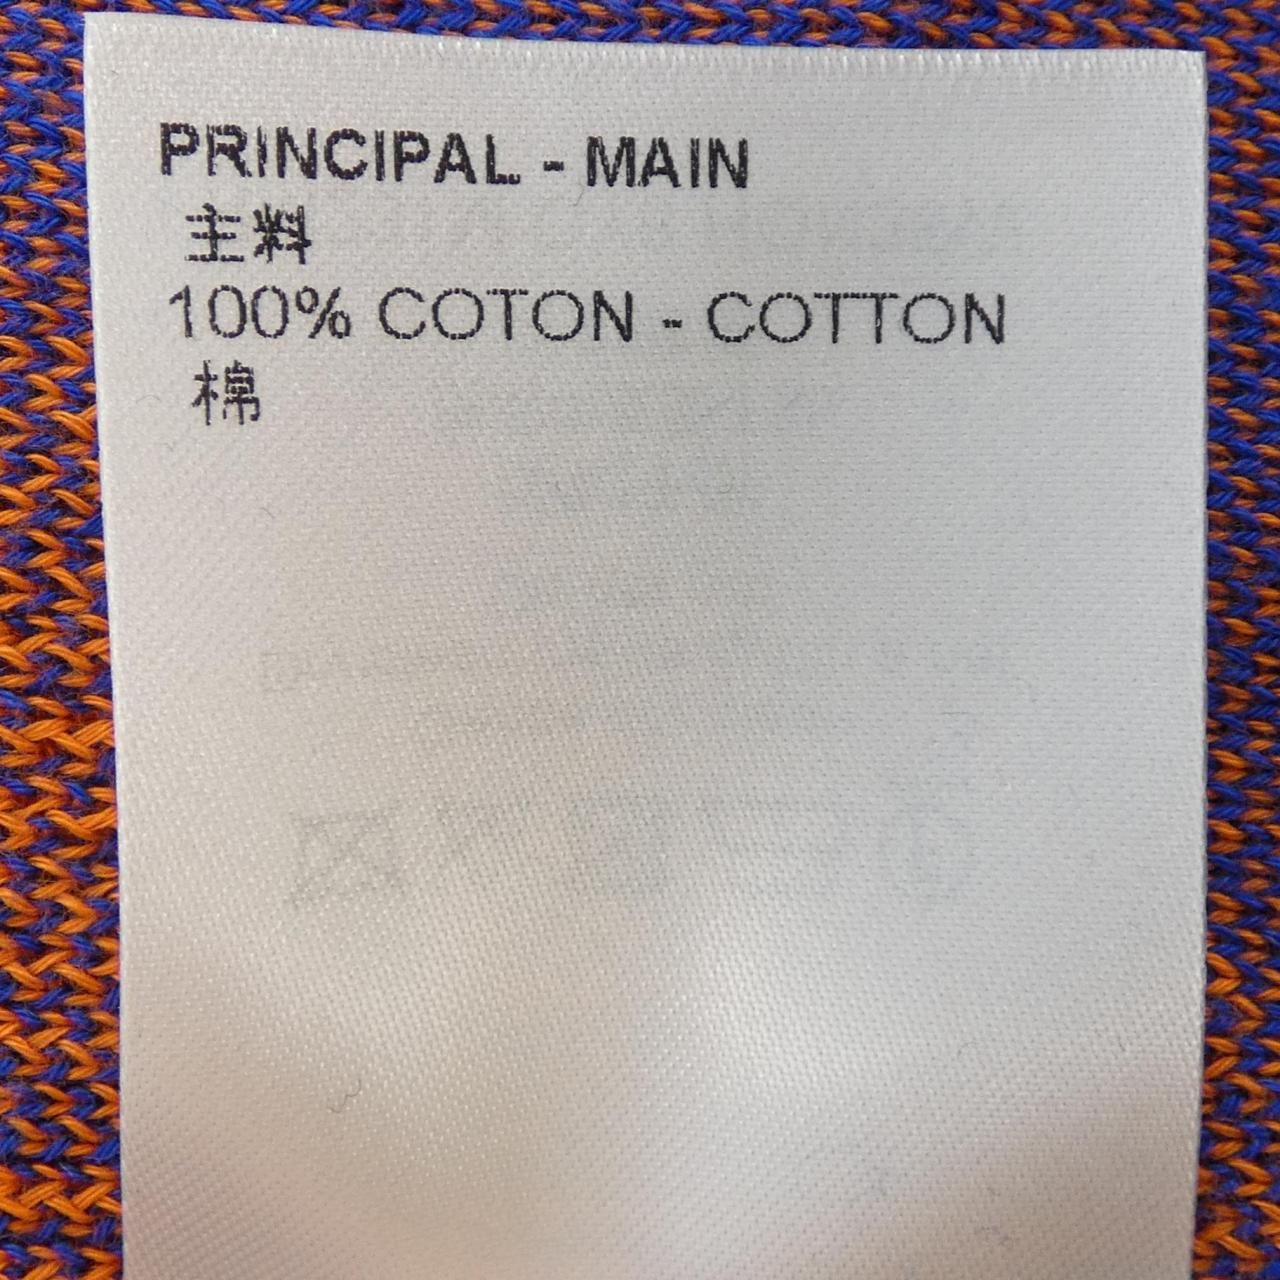 PRINCIPAL - MAIN
主料
100% COTON - COTTON
棉